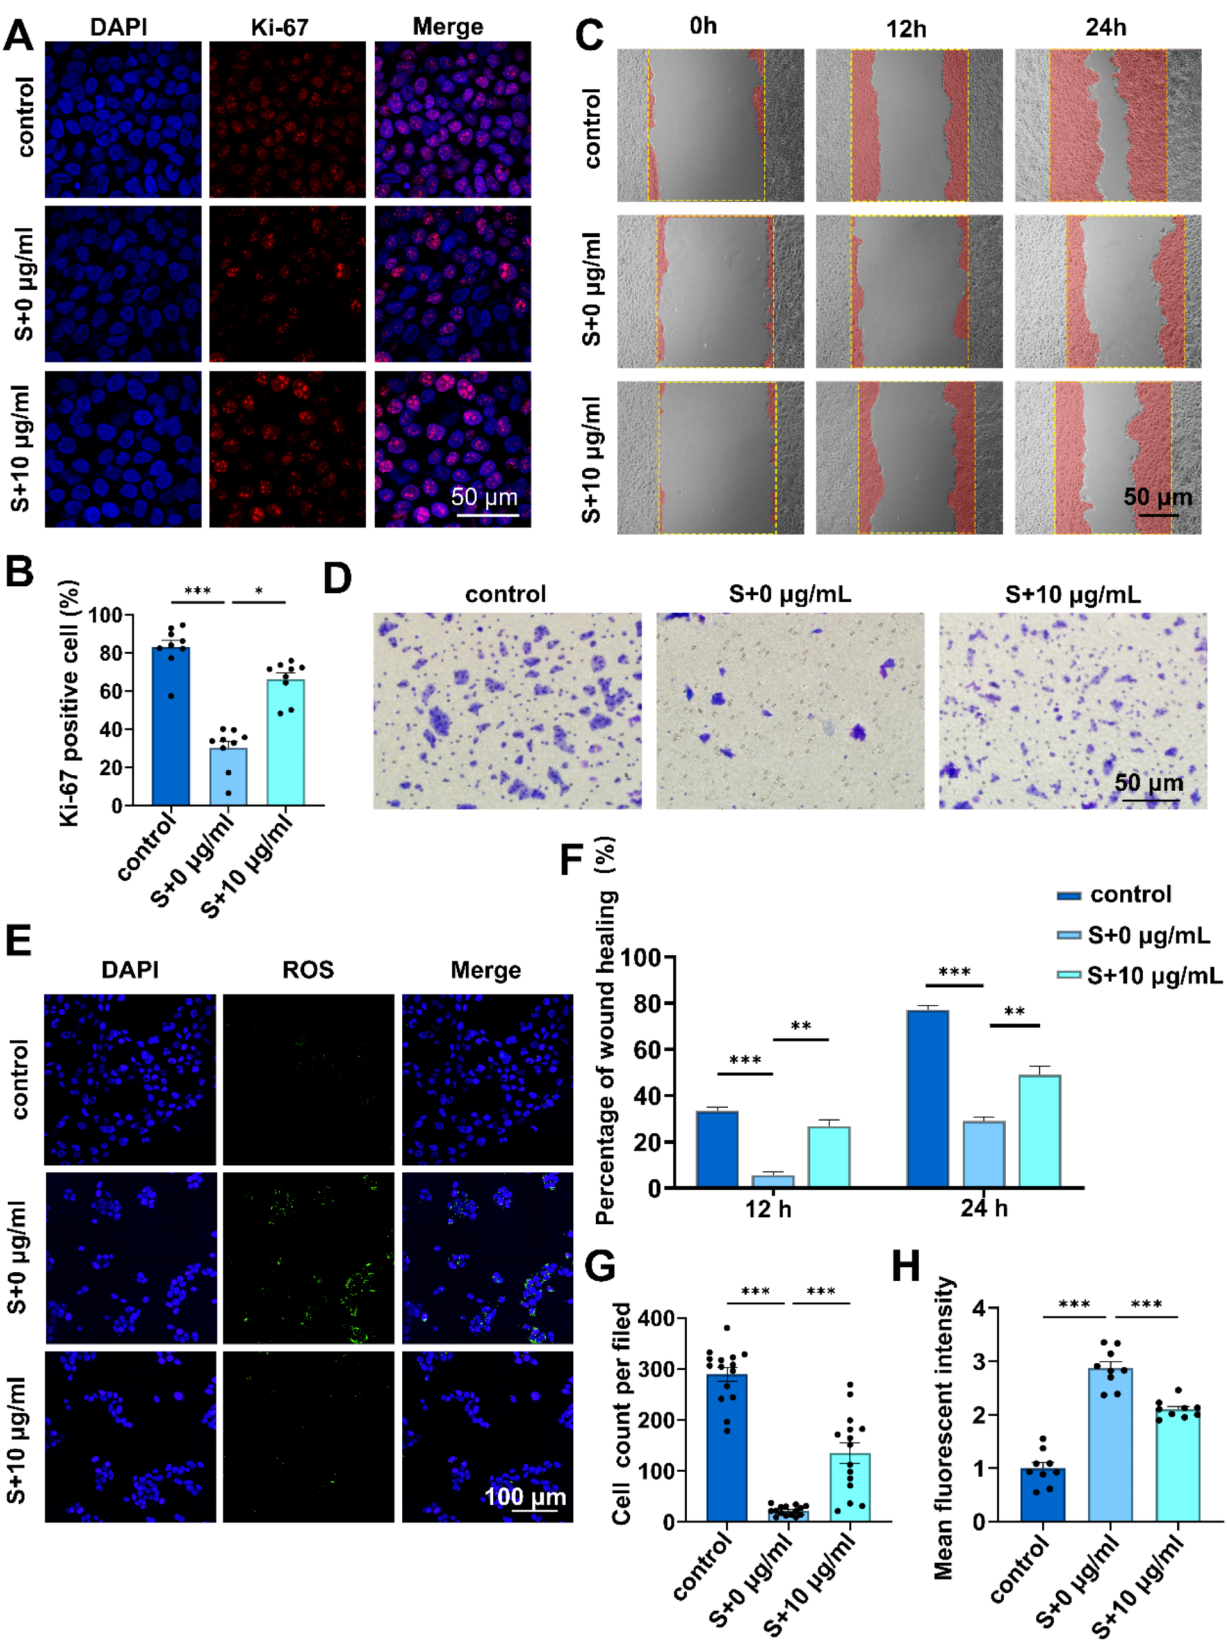 A
DAPI
Ki-67
Merge
control
S+0 µg/ml
S+10 µg/ml
50 µm
C
0h
12h
24h
control
S+0 µg/ml
S+10 µg/ml
50 µm
B
Ki-67 positive cell (%)
100
80
60
40
20
0
***
*
control
S+0 µg/ml
S+10 µg/ml
D
control
S+0 µg/mL
S+10 µg/mL
50 µm
E
DAPI
ROS
Merge
control
S+0 µg/ml
S+10 µg/ml
100 µm
F
Percentage of wound healing (%)
100
80
60
40
20
0
***
**
***
**
12 h
24 h
control
S+0 µg/mL
S+10 µg/mL
G
Cell count per filed
400
300
200
100
0
***
***
control
S+0 µg/ml
S+10 µg/ml
H
Mean fluorescent intensity
4
3
2
1
0
***
***
control
S+0 µg/ml
S+10 µg/ml